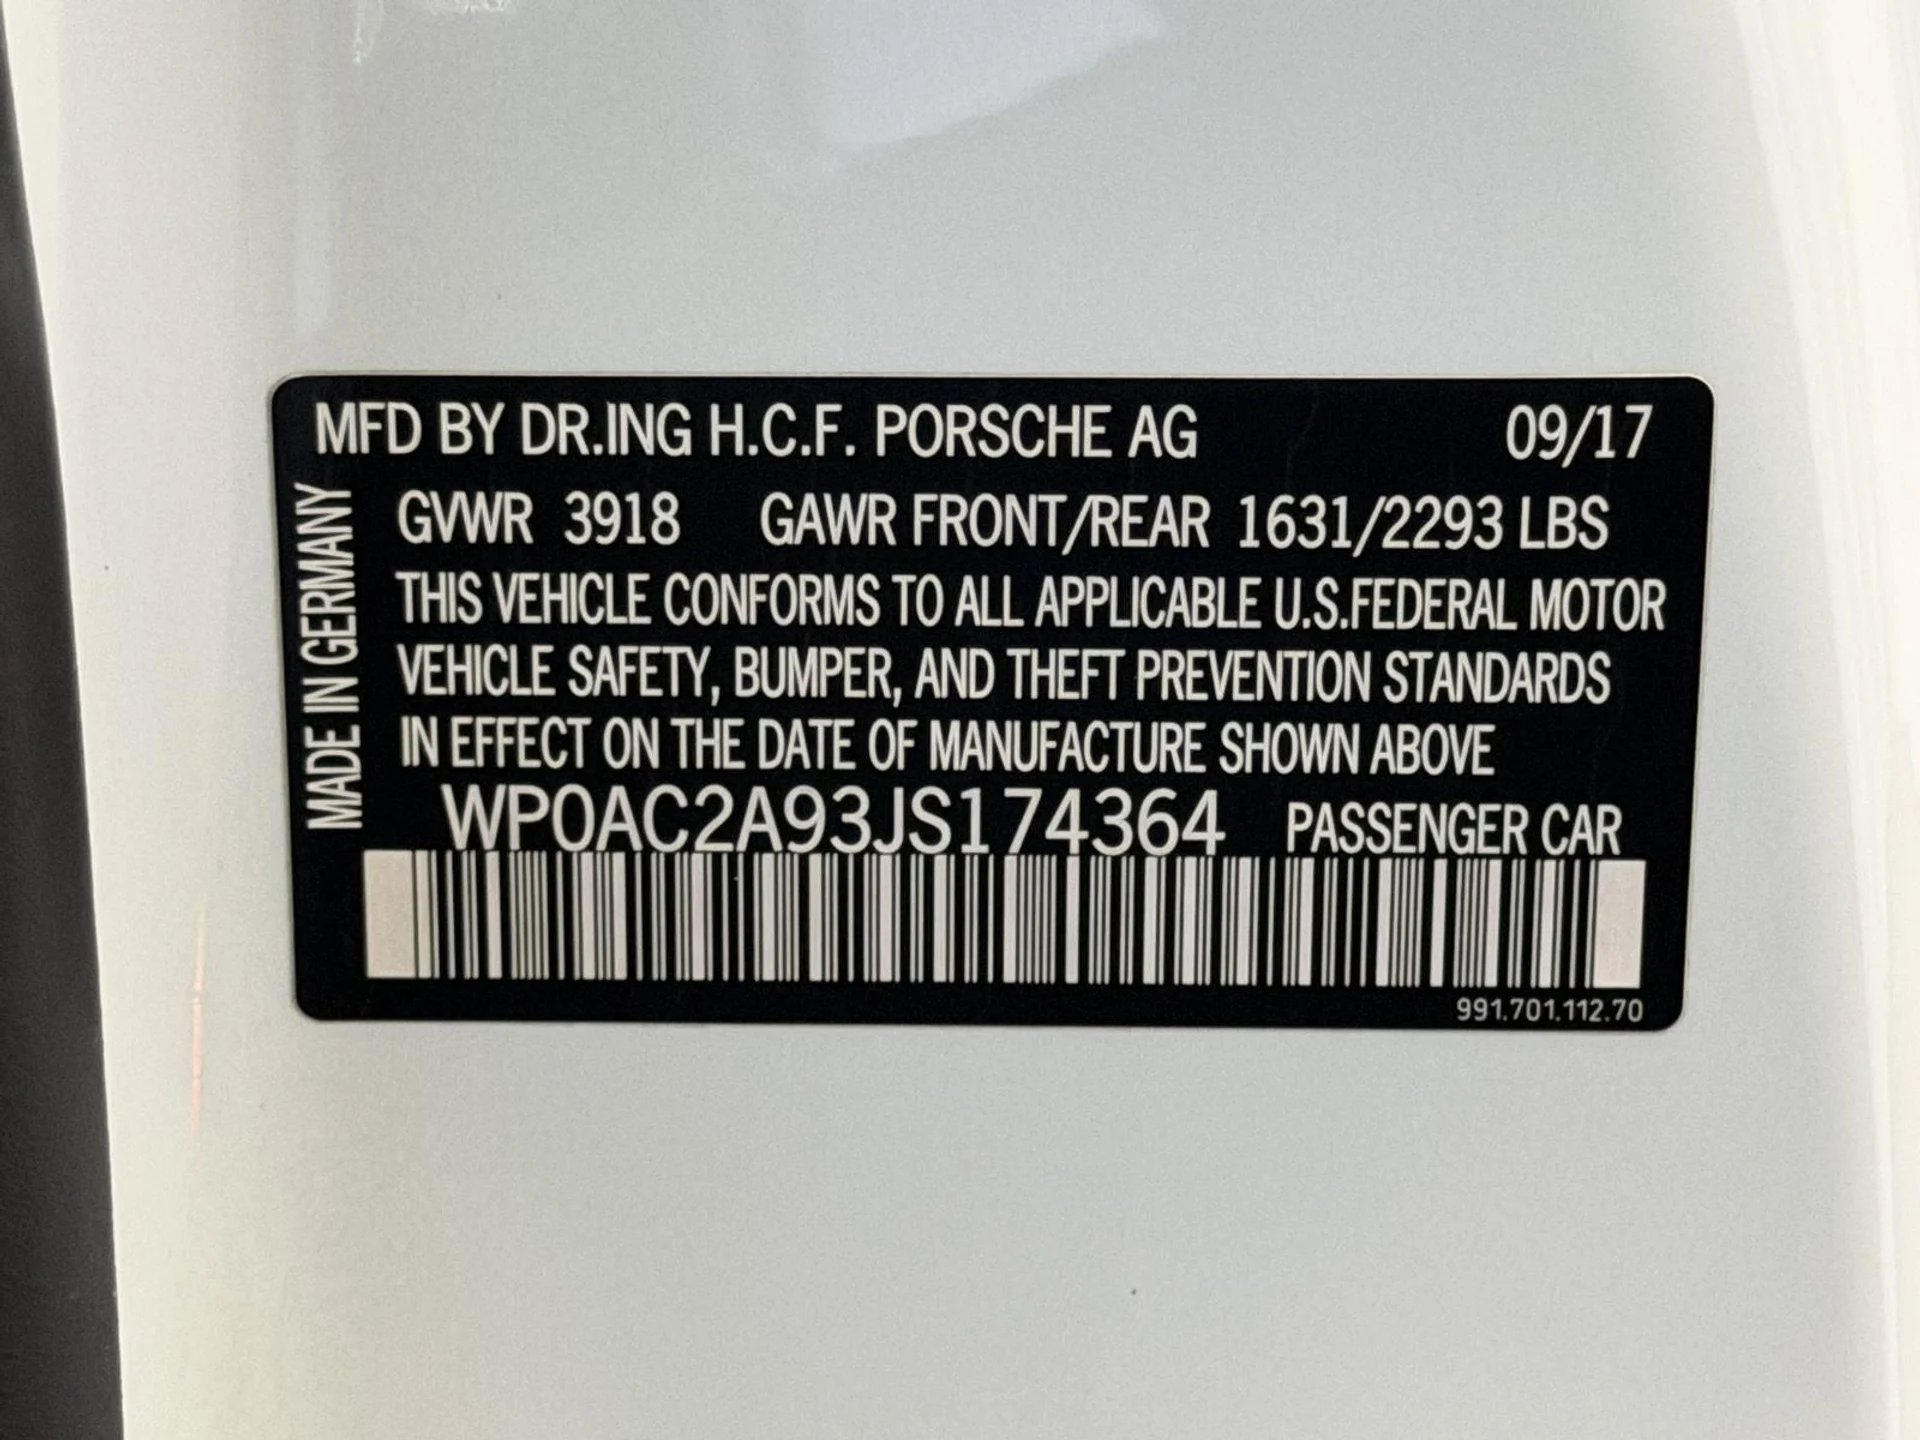 MFD BY DR.ING H.C.F. PORSCHE AG 09/17
GVWR 3918 GAWR FRONT/REAR 1631/2293 LBS
THIS VEHICLE CONFORMS TO ALL APPLICABLE U.S.FEDERAL MOTOR
VEHICLE SAFETY, BUMPER, AND THEFT PREVENTION STANDARDS
IN EFFECT ON THE DATE OF MANUFACTURE SHOWN ABOVE
WP0AC2A93JS174364 PASSENGER CAR
991.701.112.70
MADE IN GERMANY